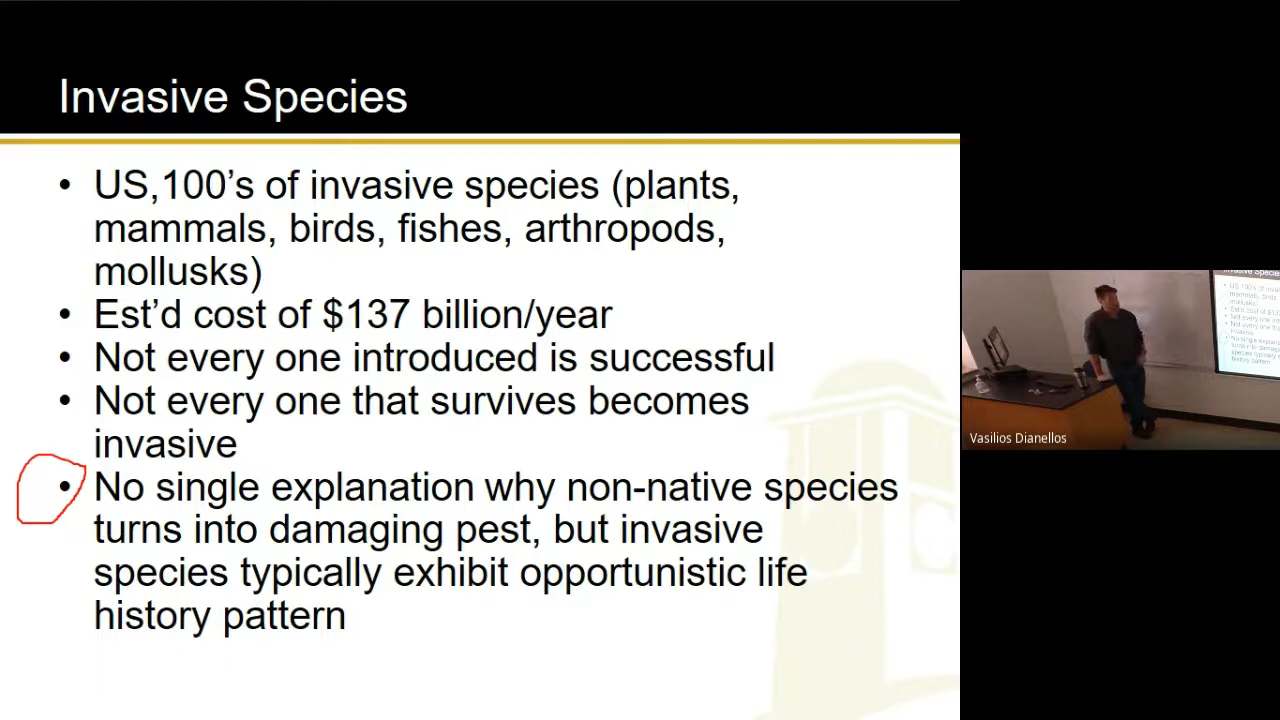 Invasive Species
• US,100’s of invasive species (plants,
mammals, birds, fishes, arthropods,
mollusks)
• Est’d cost of $137 billion/year
• Not every one introduced is successful
• Not every one that survives becomes
invasive
• No single explanation why non-native species
turns into damaging pest, but invasive
species typically exhibit opportunistic life
history pattern
Vasilios Dianellos